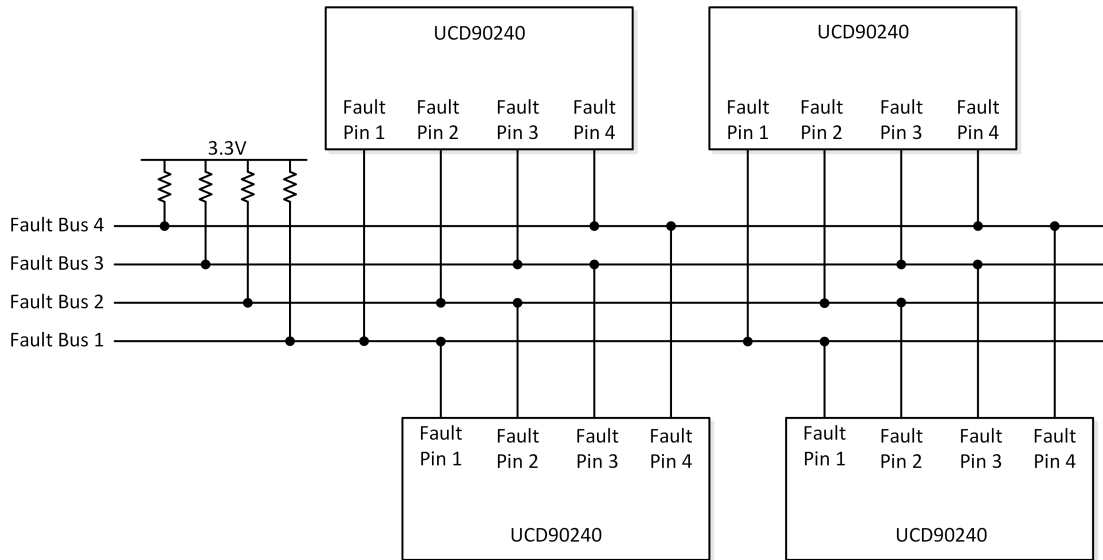 UCD90240
UCD90240
Fault Fault Fault Fault
Pin 1 Pin 2 Pin 3 Pin 4
Fault Fault Fault Fault
Pin 1 Pin 2 Pin 3 Pin 4
3.3V
Fault Bus 4
Fault Bus 3
Fault Bus 2
Fault Bus 1
Fault Fault Fault Fault
Pin 1 Pin 2 Pin 3 Pin 4
Fault Fault Fault Fault
Pin 1 Pin 2 Pin 3 Pin 4
UCD90240
UCD90240